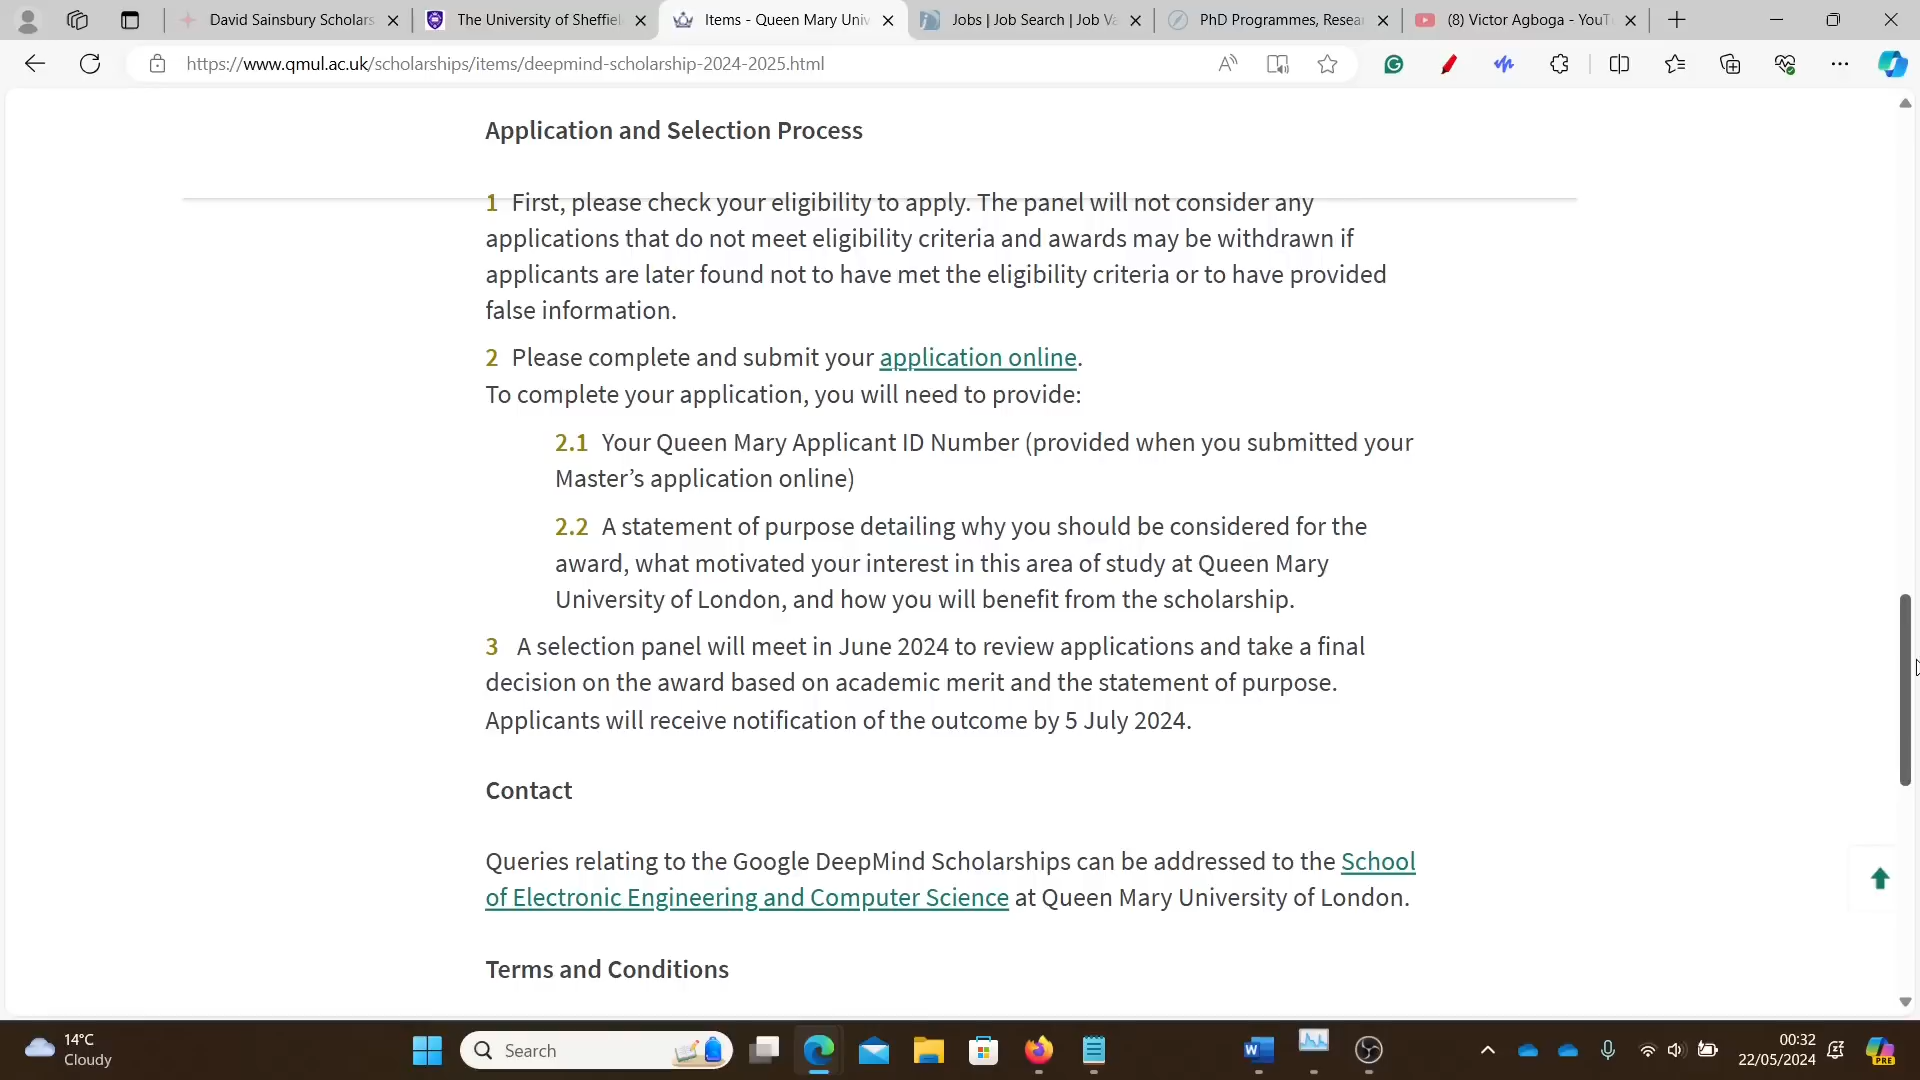 David Sainsbury Scholars
The University of Sheffiel
Items - Queen Mary Univ
Jobs | Job Search | Job Va
PhD Programmes, Resea
(8) Victor Agboga - YouT
https://www.qmul.ac.uk/scholarships/items/deepmind-scholarship-2024-2025.html
Application and Selection Process
1 First, please check your eligibility to apply. The panel will not consider any
applications that do not meet eligibility criteria and awards may be withdrawn if
applicants are later found not to have met the eligibility criteria or to have provided
false information.
2 Please complete and submit your application online.
To complete your application, you will need to provide:
2.1 Your Queen Mary Applicant ID Number (provided when you submitted your
Master’s application online)
2.2 A statement of purpose detailing why you should be considered for the
award, what motivated your interest in this area of study at Queen Mary
University of London, and how you will benefit from the scholarship.
3 A selection panel will meet in June 2024 to review applications and take a final
decision on the award based on academic merit and the statement of purpose.
Applicants will receive notification of the outcome by 5 July 2024.
Contact
Queries relating to the Google DeepMind Scholarships can be addressed to the School
of Electronic Engineering and Computer Science at Queen Mary University of London.
Terms and Conditions
14°C
Cloudy
Search
00:32
22/05/2024
PRE